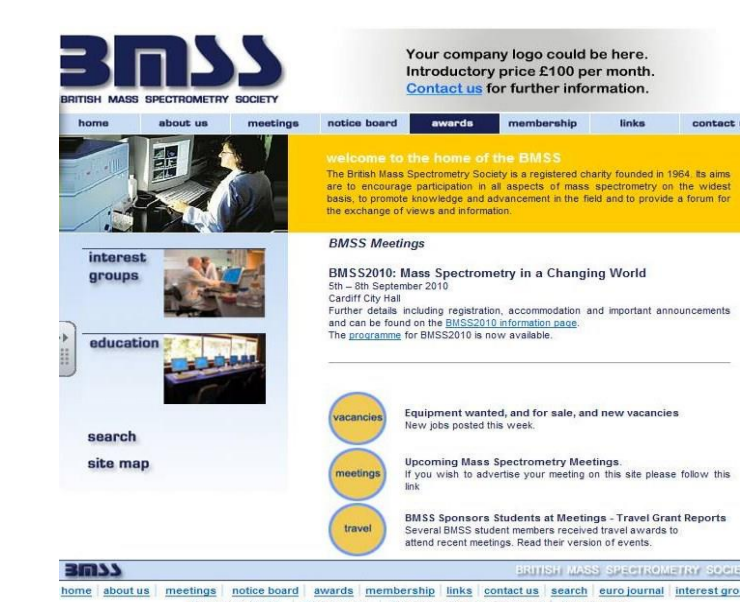 BMSS
BRITISH MASS SPECTROMETRY SOCIETY
Your company logo could be here.
Introductory price £100 per month.
Contact us for further information.
home about us meetings notice board awards membership links contact
welcome to the home of the BMSS
The British Mass Spectrometry Society is a registered charity founded in 1964. Its aims
are to encourage participation in all aspects of mass spectrometry on the widest
basis, to promote knowledge and advancement in the field and to provide a forum for
the exchange of views and information.
interest
groups
education
search
site map
BMSS Meetings
BMSS2010: Mass Spectrometry in a Changing World
5th – 8th September 2010
Cardiff City Hall
Further details including registration, accommodation and important announcements
and can be found on the BMSS2010 information page.
The programme for BMSS2010 is now available.
vacancies
Equipment wanted, and for sale, and new vacancies
New jobs posted this week.
meetings
Upcoming Mass Spectrometry Meetings.
If you wish to advertise your meeting on this site please follow this
link
travel
BMSS Sponsors Students at Meetings - Travel Grant Reports
Several BMSS student members received travel awards to
attend recent meetings. Read their version of events.
BMSS BRITISH MASS SPECTROMETRY SOCIE
home about us meetings notice board awards membership links contact us search euro journal interest grou